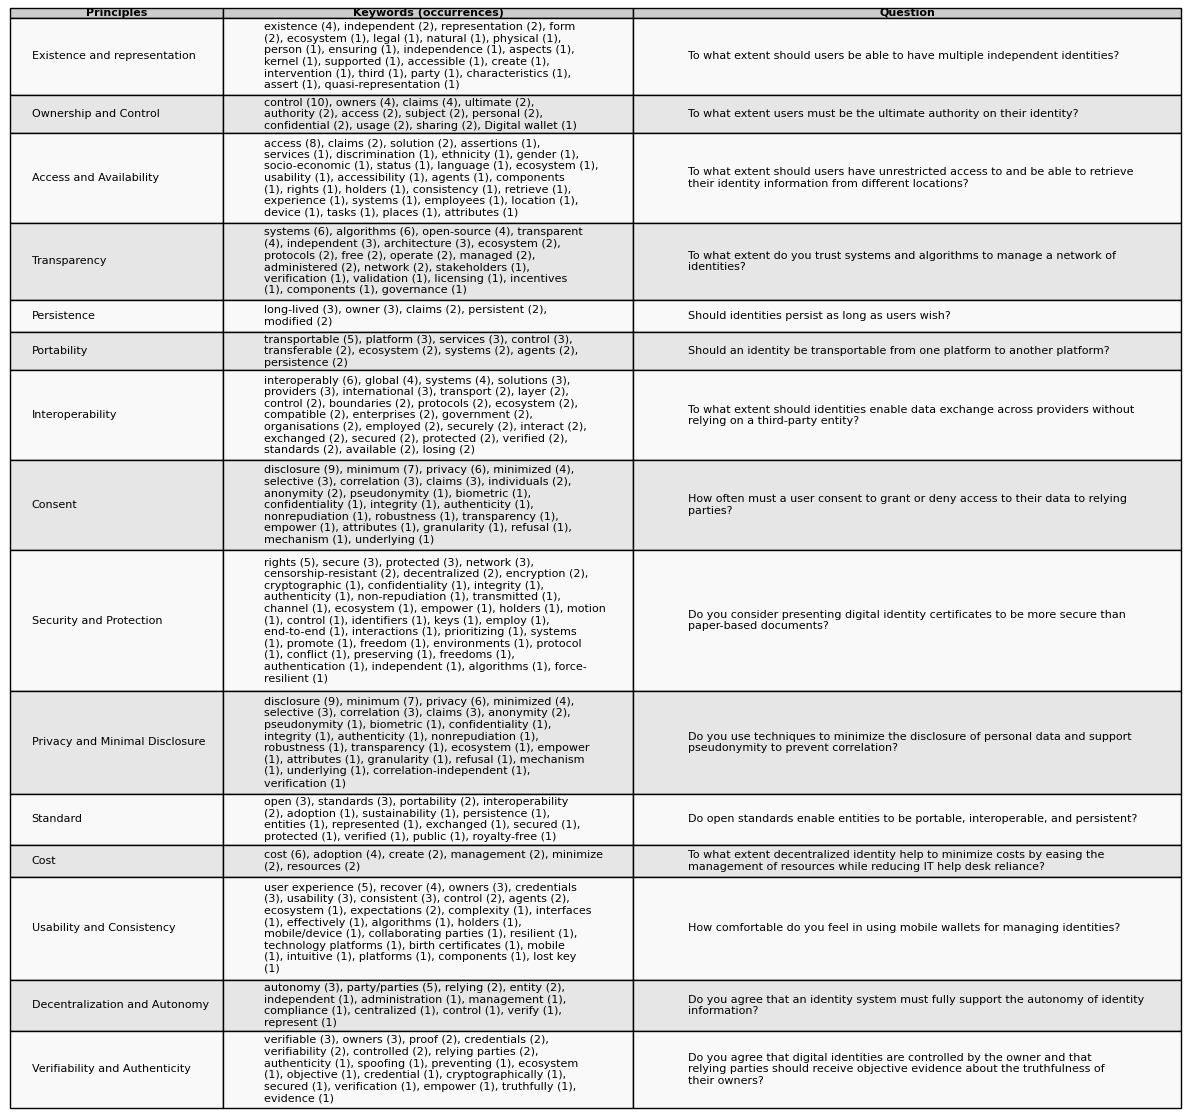 Principles
Keywords (occurrences)
Question
Existence and representation
existence (4), independent (2), representation (2), form
(2), ecosystem (1), legal (1), natural (1), physical (1),
person (1), ensuring (1), independence (1), aspects (1),
kernel (1), supported (1), accessible (1), create (1),
intervention (1), third (1), party (1), characteristics (1),
assert (1), quasi-representation (1)
To what extent should users be able to have multiple independent identities?
Ownership and Control
control (10), owners (4), claims (4), ultimate (2),
authority (2), access (2), subject (2), personal (2),
confidential (2), usage (2), sharing (2), Digital wallet (1)
To what extent users must be the ultimate authority on their identity?
Access and Availability
access (8), claims (2), solution (2), assertions (1),
services (1), discrimination (1), ethnicity (1), gender (1),
socio-economic (1), status (1), language (1), ecosystem (1),
usability (1), accessibility (1), agents (1), components
(1), rights (1), holders (1), consistency (1), retrieve (1),
experience (1), systems (1), employees (1), location (1),
device (1), tasks (1), places (1), attributes (1)
To what extent should users have unrestricted access to and be able to retrieve
their identity information from different locations?
Transparency
systems (6), algorithms (6), open-source (4), transparent
(4), independent (3), architecture (3), ecosystem (2),
protocols (2), free (2), operate (2), managed (2),
administered (2), network (2), stakeholders (1),
verification (1), validation (1), licensing (1), incentives
(1), components (1), governance (1)
To what extent do you trust systems and algorithms to manage a network of
identities?
Persistence
long-lived (3), owner (3), claims (2), persistent (2),
modified (2)
Should identities persist as long as users wish?
Portability
transportable (5), platform (3), services (3), control (3),
transferable (2), ecosystem (2), systems (2), agents (2),
persistence (2)
Should an identity be transportable from one platform to another platform?
Interoperability
interoperably (6), global (4), systems (4), solutions (3),
providers (3), international (3), transport (2), layer (2),
control (2), boundaries (2), protocols (2), ecosystem (2),
compatible (2), enterprises (2), government (2),
organisations (2), employed (2), securely (2), interact (2),
exchanged (2), secured (2), protected (2), verified (2),
standards (2), available (2), losing (2)
To what extent should identities enable data exchange across providers without
relying on a third-party entity?
Consent
disclosure (9), minimum (7), privacy (6), minimized (4),
selective (3), correlation (3), claims (3), individuals (2),
anonymity (2), pseudonymity (1), biometric (1),
confidentiality (1), integrity (1), authenticity (1),
nonrepudiation (1), robustness (1), transparency (1),
empower (1), attributes (1), granularity (1), refusal (1),
mechanism (1), underlying (1)
How often must a user consent to grant or deny access to their data to relying
parties?
Security and Protection
rights (5), secure (3), protected (3), network (3),
censorship-resistant (2), decentralized (2), encryption (2),
cryptographic (1), confidentiality (1), integrity (1),
authenticity (1), non-repudiation (1), transmitted (1),
channel (1), ecosystem (1), empower (1), holders (1), motion
(1), control (1), identifiers (1), keys (1), employ (1),
end-to-end (1), interactions (1), prioritizing (1), systems
(1), promote (1), freedom (1), environments (1), protocol
(1), conflict (1), preserving (1), freedoms (1),
authentication (1), independent (1), algorithms (1), force-
resilient (1)
Do you consider presenting digital identity certificates to be more secure than
paper-based documents?
Privacy and Minimal Disclosure
disclosure (9), minimum (7), privacy (6), minimized (4),
selective (3), correlation (3), claims (3), anonymity (2),
pseudonymity (1), biometric (1), confidentiality (1),
integrity (1), authenticity (1), nonrepudiation (1),
robustness (1), transparency (1), ecosystem (1), empower
(1), attributes (1), granularity (1), refusal (1), mechanism
(1), underlying (1), correlation-independent (1),
verification (1)
Do you use techniques to minimize the disclosure of personal data and support
pseudonymity to prevent correlation?
Standard
open (3), standards (3), portability (2), interoperability
(2), adoption (1), sustainability (1), persistence (1),
entities (1), represented (1), exchanged (1), secured (1),
protected (1), verified (1), public (1), royalty-free (1)
Do open standards enable entities to be portable, interoperable, and persistent?
Cost
cost (6), adoption (4), create (2), management (2), minimize
(2), resources (2)
To what extent decentralized identity help to minimize costs by easing the
management of resources while reducing IT help desk reliance?
Usability and Consistency
user experience (5), recover (4), owners (3), credentials
(3), usability (3), consistent (3), control (2), agents (2),
ecosystem (1), expectations (2), complexity (1), interfaces
(1), effectively (1), algorithms (1), holders (1),
mobile/device (1), collaborating parties (1), resilient (1),
technology platforms (1), birth certificates (1), mobile
(1), intuitive (1), platforms (1), components (1), lost key
(1)
How comfortable do you feel in using mobile wallets for managing identities?
Decentralization and Autonomy
autonomy (3), party/parties (5), relying (2), entity (2),
independent (1), administration (1), management (1),
compliance (1), centralized (1), control (1), verify (1),
represent (1)
Do you agree that an identity system must fully support the autonomy of identity
information?
Verifiability and Authenticity
verifiable (3), owners (3), proof (2), credentials (2),
verifiability (2), controlled (2), relying parties (2),
authenticity (1), spoofing (1), preventing (1), ecosystem
(1), objective (1), credential (1), cryptographically (1),
secured (1), verification (1), empower (1), truthfully (1),
evidence (1)
Do you agree that digital identities are controlled by the owner and that
relying parties should receive objective evidence about the truthfulness of
their owners?